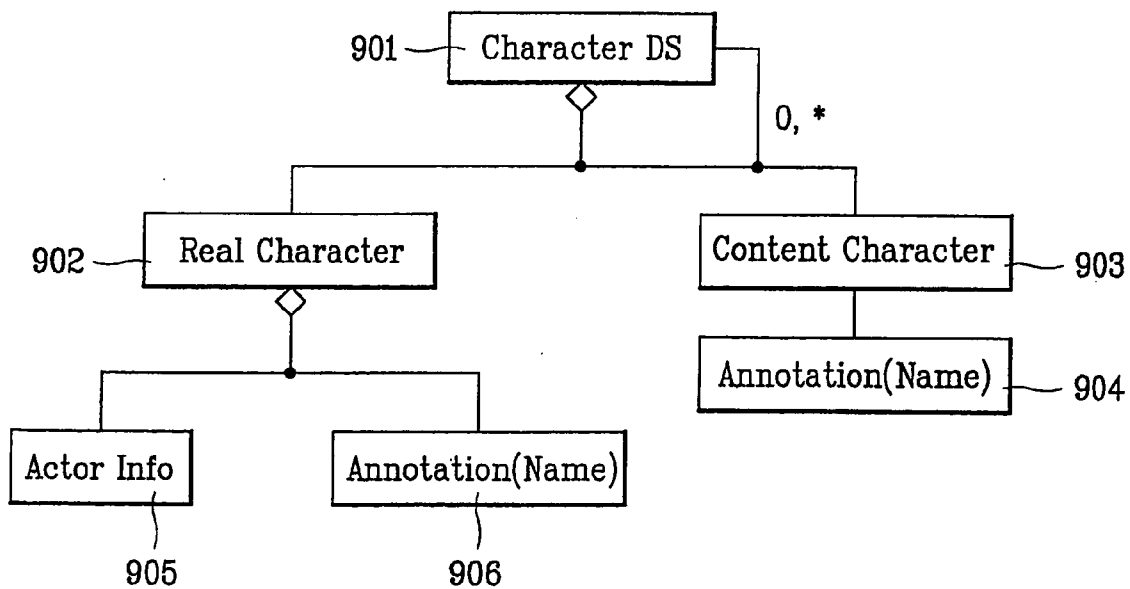 901
Character DS
0, *
902
Real Character
Content Character
903
Annotation(Name)
904
Actor Info
Annotation(Name)
905
906